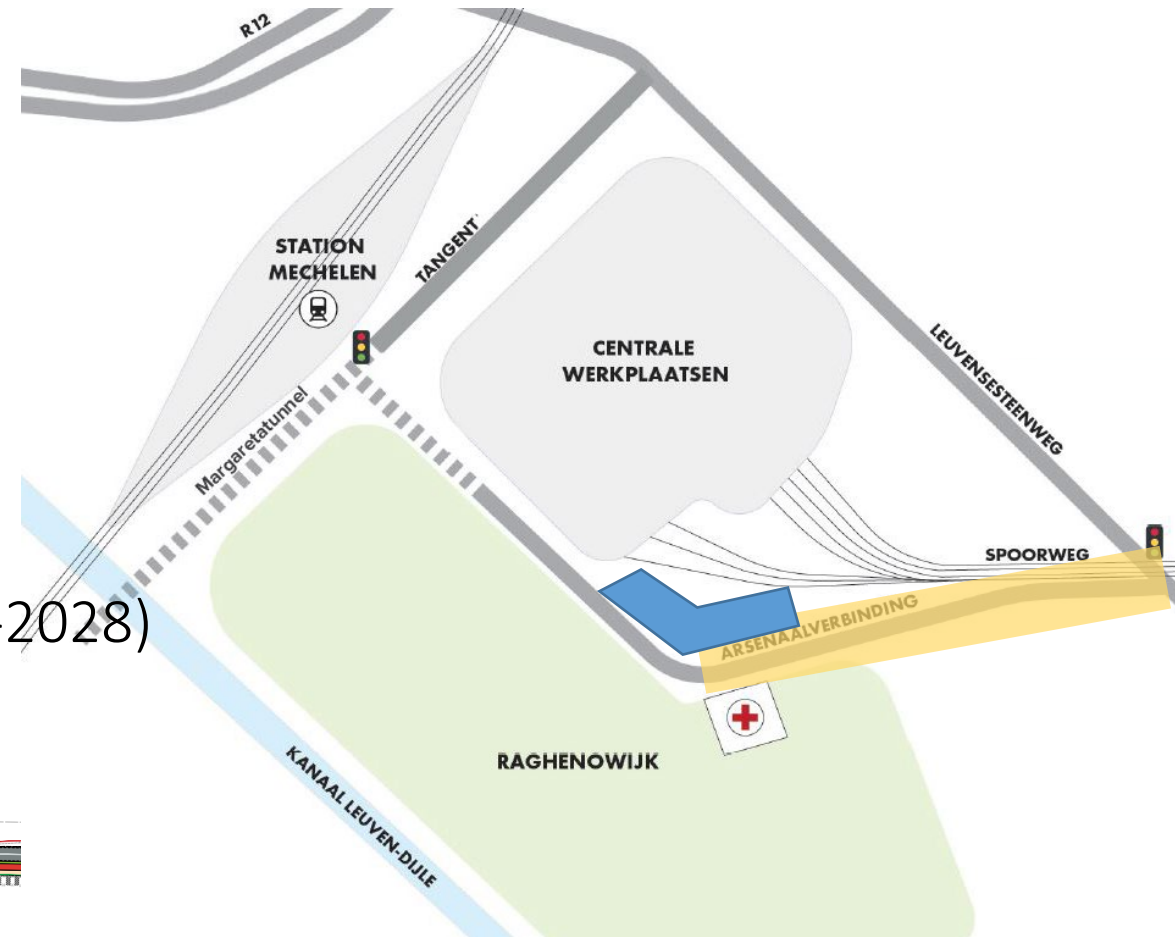 R12
STATION
MECHELEN
TANGENT
CENTRALE
WERKPLAATSEN
LEUVENSESTEENWEG
Margaretatunnel
SPOORWEG
-2028)
ARSENAALVERBINDING
RAGHENOWIJK
KANAAL LEUVEN-DIJLE